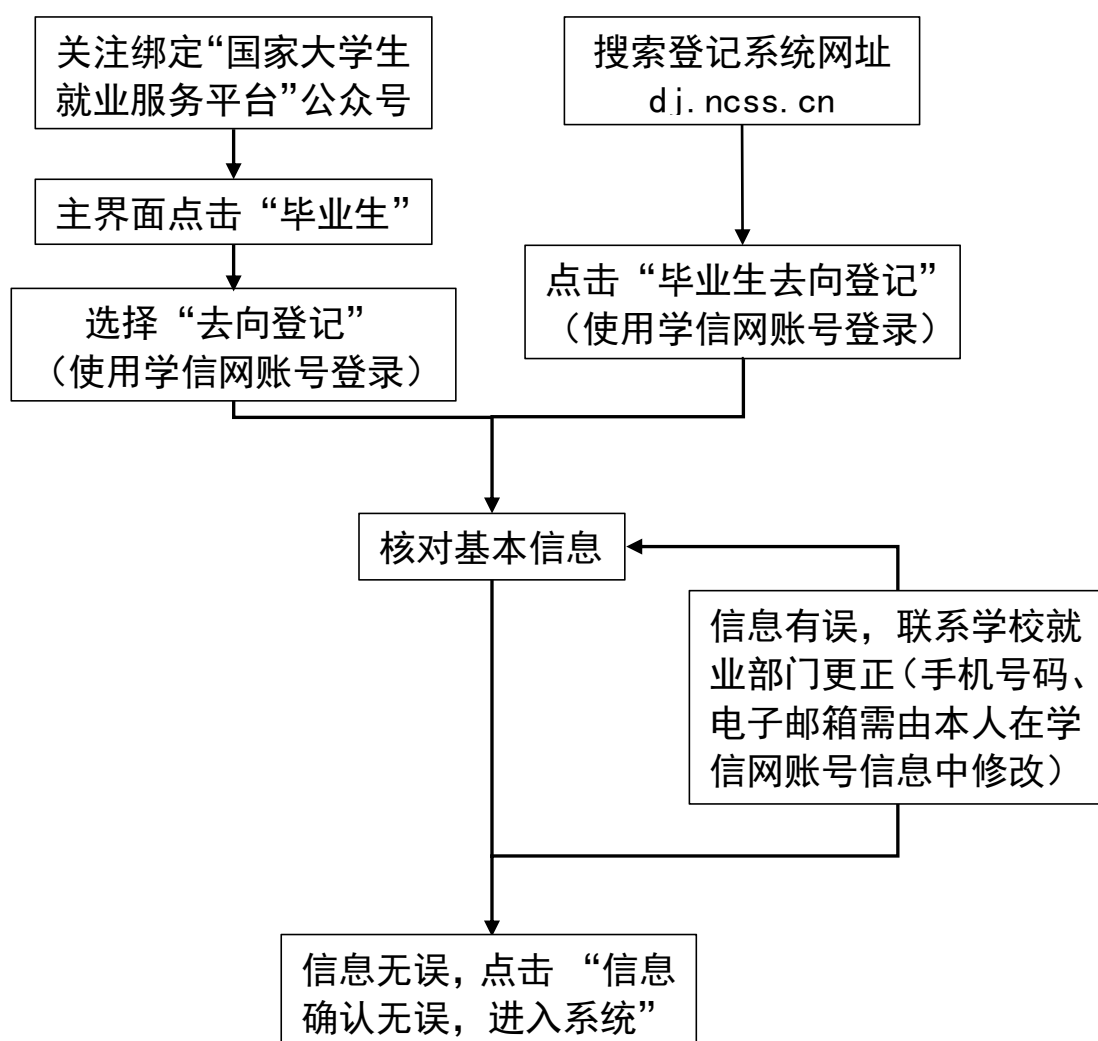 关注绑定“国家大学生
就业服务平台”公众号
搜索登记系统网址
dj.ncss.cn
主界面点击“毕业生”
选择“去向登记”
（使用学信网账号登录）
点击“毕业生去向登记”
（使用学信网账号登录）
核对基本信息
信息有误，联系学校就
业部门更正（手机号码、
电子邮箱需由本人在学
信网账号信息中修改）
信息无误，点击 “信息
确认无误，进入系统”